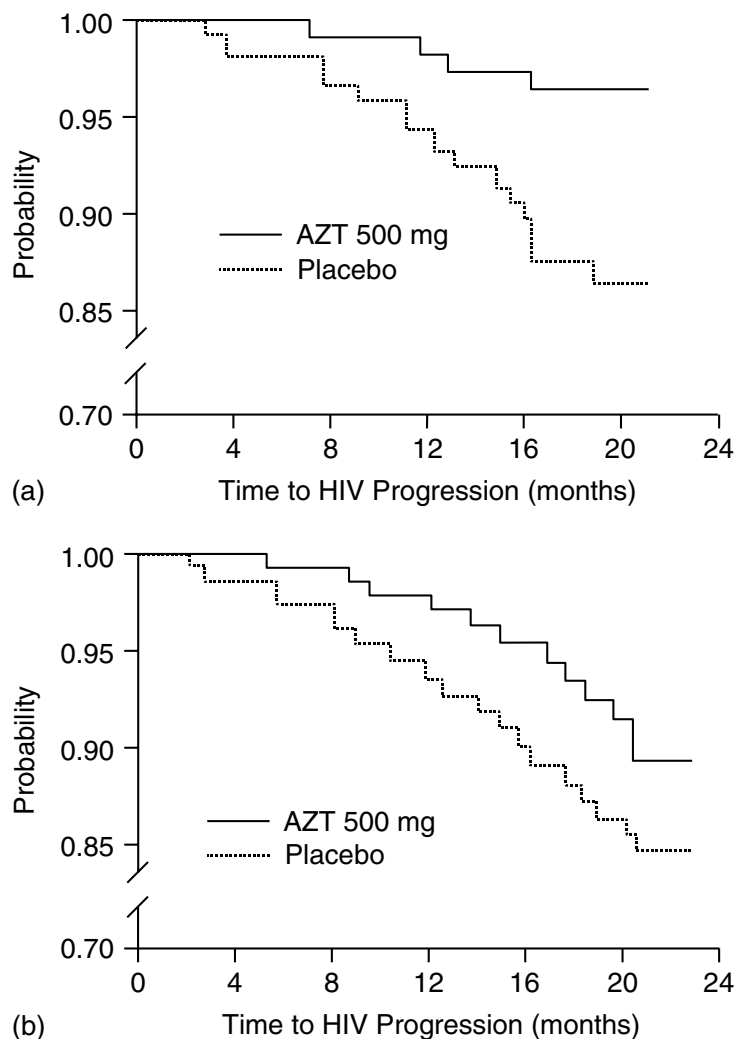 1.00
0.95
0.90
0.85
0.70
Probability
AZT 500 mg
Placebo
0 4 8 12 16 20 24
(a) Time to HIV Progression (months)
1.00
0.95
0.90
0.85
0.70
Probability
AZT 500 mg
Placebo
0 4 8 12 16 20 24
(b) Time to HIV Progression (months)